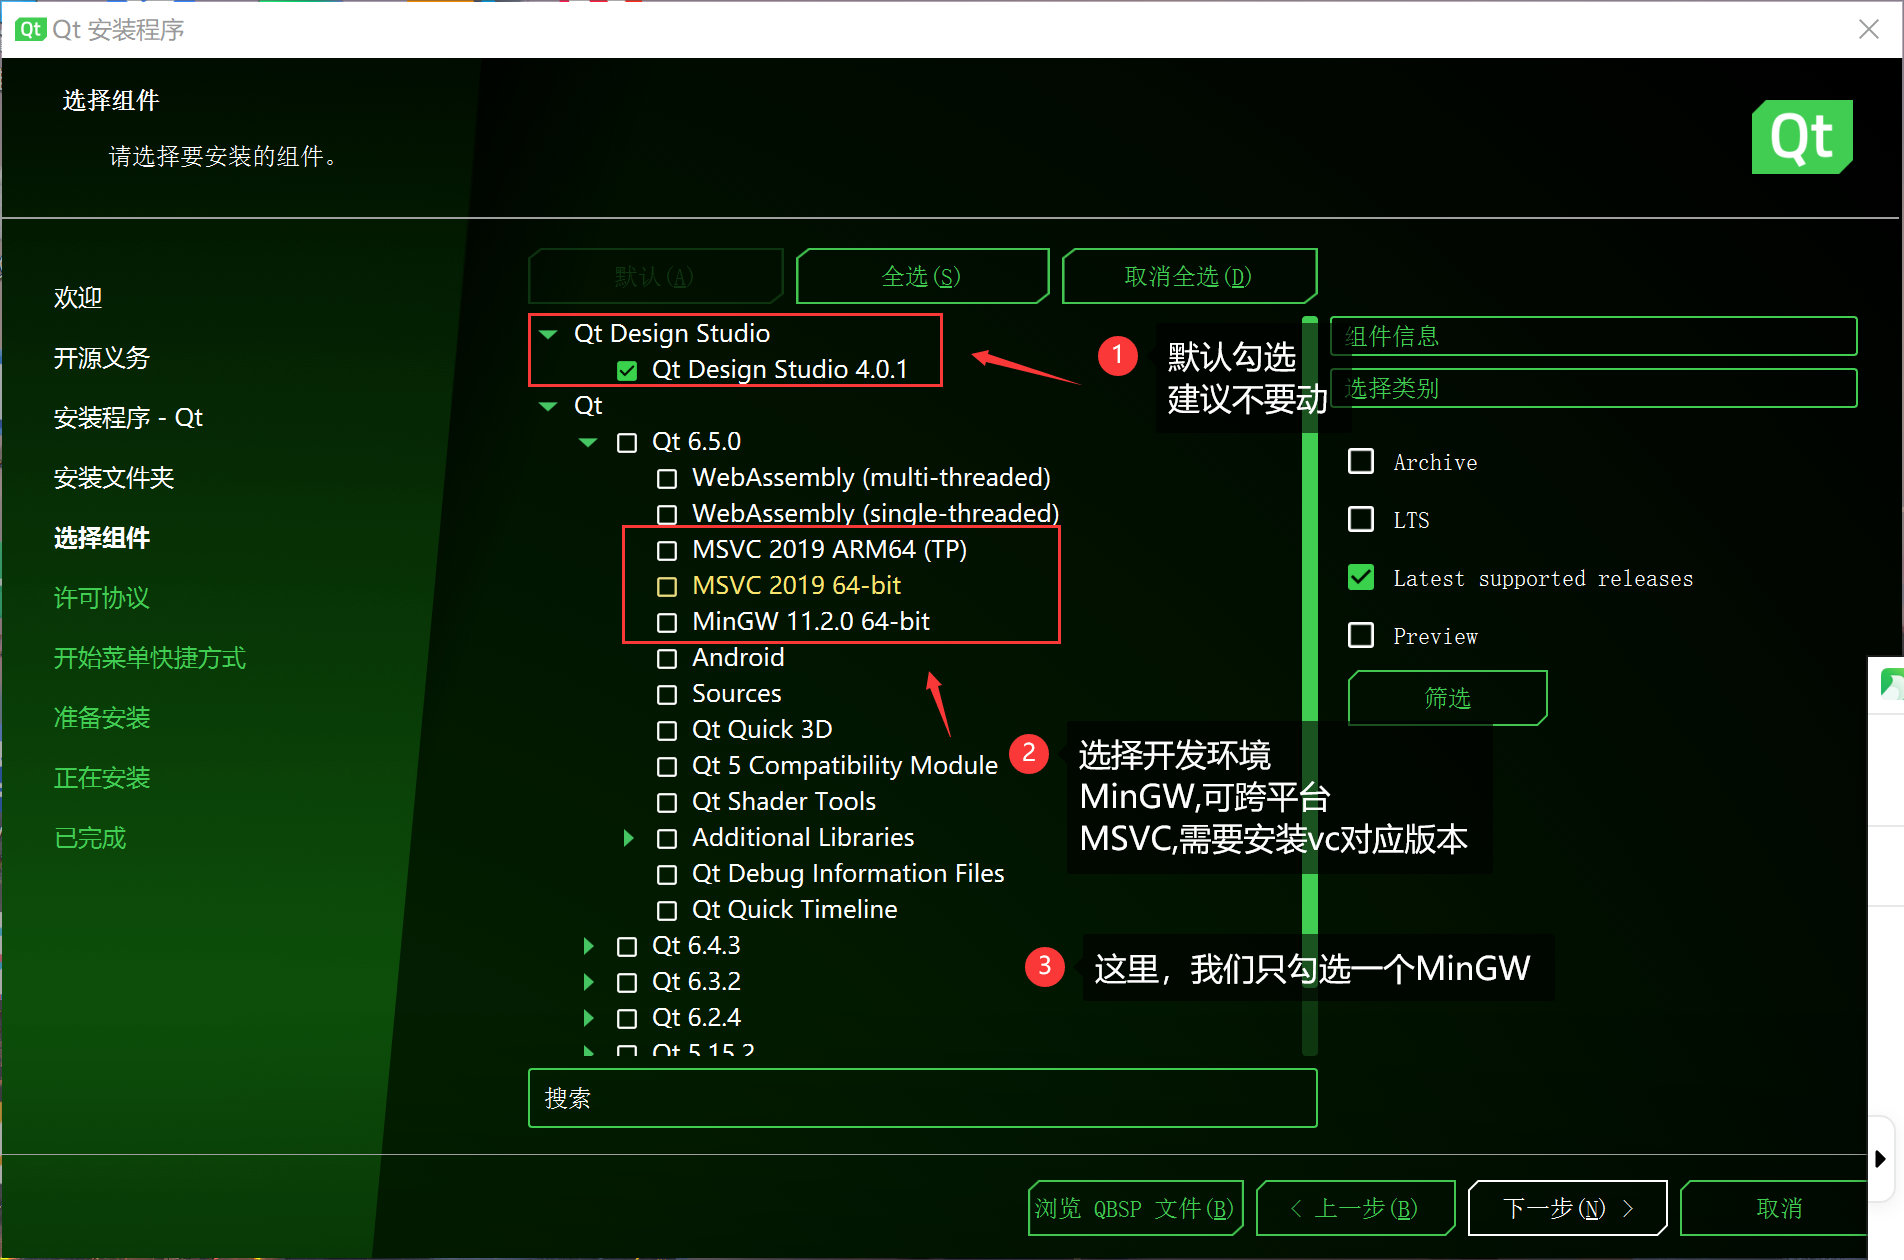 Qt Qt 安装程序
选择组件
请选择要安装的组件。
Qt
欢迎
开源义务
安装程序 - Qt
安装文件夹
选择组件
许可协议
开始菜单快捷方式
准备安装
正在安装
已完成
默认(A)
全选(S)
取消全选(D)
Qt Design Studio
Qt Design Studio 4.0.1
Qt
Qt 6.5.0
WebAssembly (multi-threaded)
WebAssembly (single-threaded)
MSVC 2019 ARM64 (TP)
MSVC 2019 64-bit
MinGW 11.2.0 64-bit
Android
Sources
Qt Quick 3D
Qt 5 Compatibility Module
Qt Shader Tools
Additional Libraries
Qt Debug Information Files
Qt Quick Timeline
Qt 6.4.3
Qt 6.3.2
Qt 6.2.4
Qt 5.15.2
搜索
1
默认勾选
建议不要动
2
选择开发环境
MinGW,可跨平台
MSVC,需要安装vc对应版本
3
这里，我们只勾选一个MinGW
组件信息
选择类别
Archive
LTS
Latest supported releases
Preview
筛选
浏览 QBSP 文件(B)
< 上一步(B)
下一步(N) >
取消